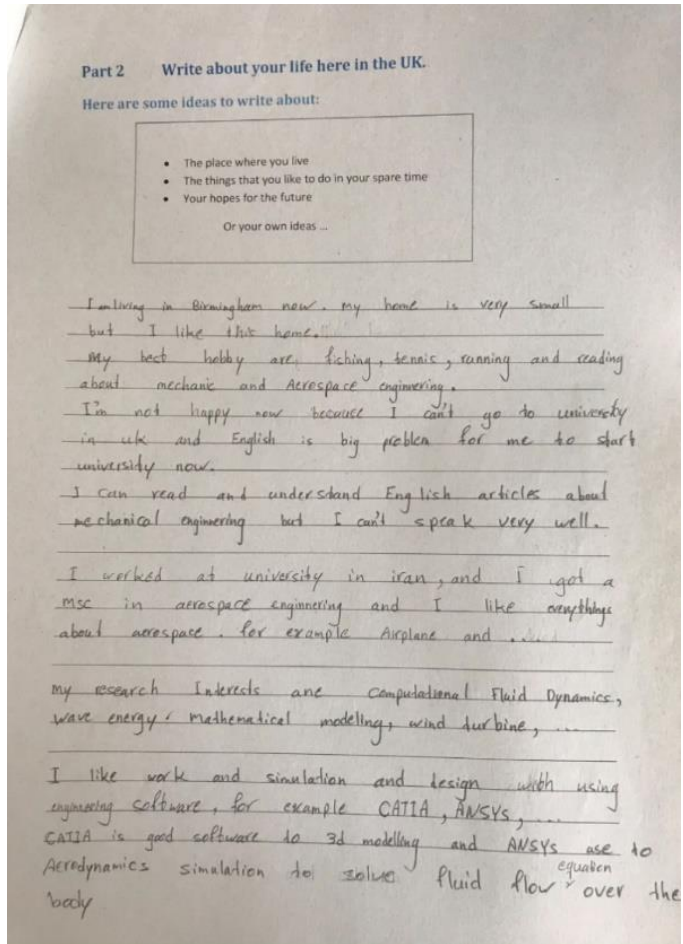 Part 2 Write about your life here in the UK.
Here are some ideas to write about:
• The place where you live
• The things that you like to do in your spare time
• Your hopes for the future
Or your own ideas ...
I am living in Birmingham now. my home is very small
but I like this home.
My best hobby are, fiching, tennis, running and reading
about mechanic and Aerospace enginnering.
I'm not happy now because I can't go to university
in uk and English is big problem for me to start
university now.
I can read and understand English articles about
mechanical enginnering but I can't speak very well.
I worked at university in iran, and I got a
msc in aerospace enginnering and I like everythings
about aerospace. for example Airplane and .....
my research Interests are Computational Fluid Dynamics,
wave energy, mathematical modeling, wind turbine, ....
I like work and simulation and design with using
enginnering software, for example CATIA, ANSYS, ....
CATIA is good software to 3d modelling and ANSYS use to
Aerodynamics simulation to solve fluid flow equation over the
body